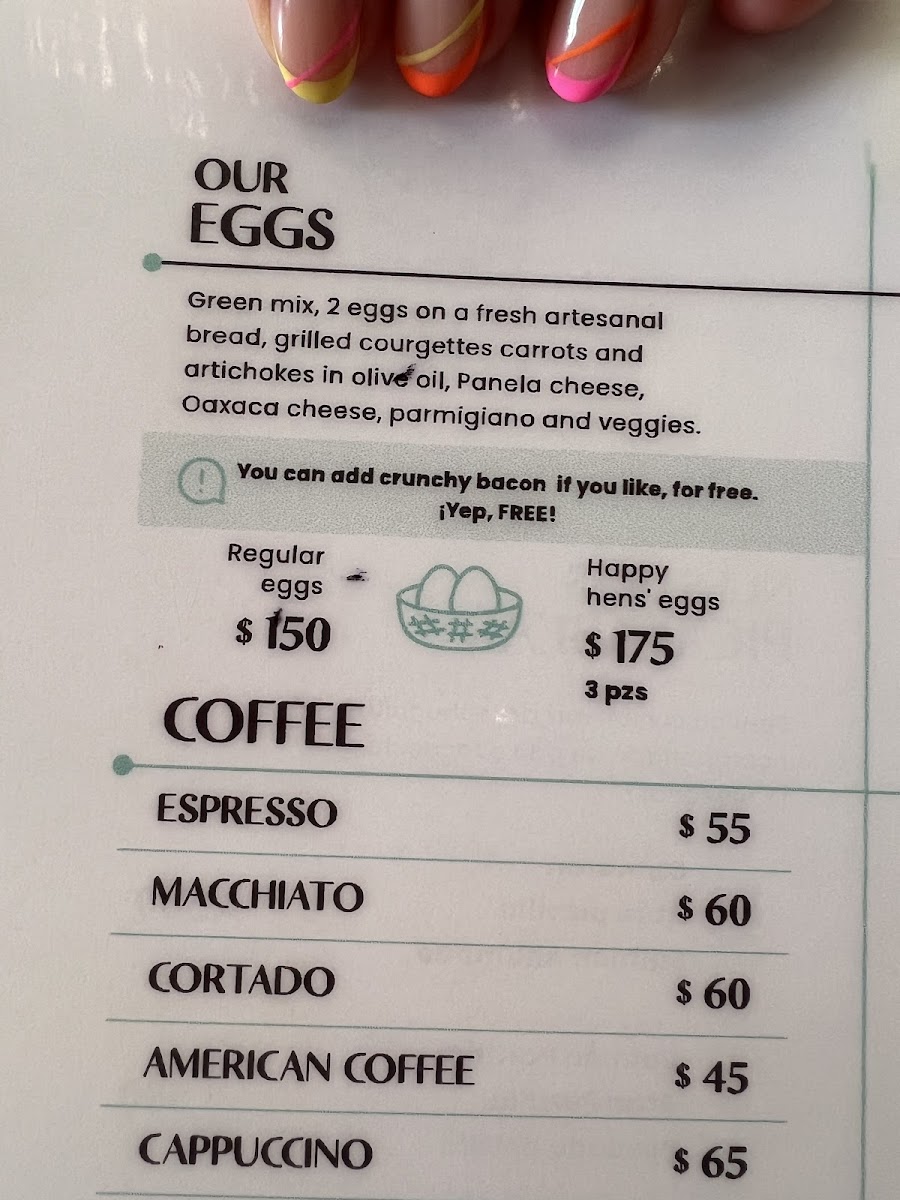 OUR
EGGS
Green mix, 2 eggs on a fresh artesanal
bread, grilled courgettes carrots and
artichokes in olive oil, Panela cheese,
Oaxaca cheese, parmigiano and veggies.
You can add crunchy bacon if you like, for free.
¡Yep, FREE!
Regular
eggs
$ 150
Happy
hens' eggs
$ 175
3 pzs
COFFEE
ESPRESSO $ 55
MACCHIATO $ 60
CORTADO $ 60
AMERICAN COFFEE $ 45
CAPPUCCINO $ 65